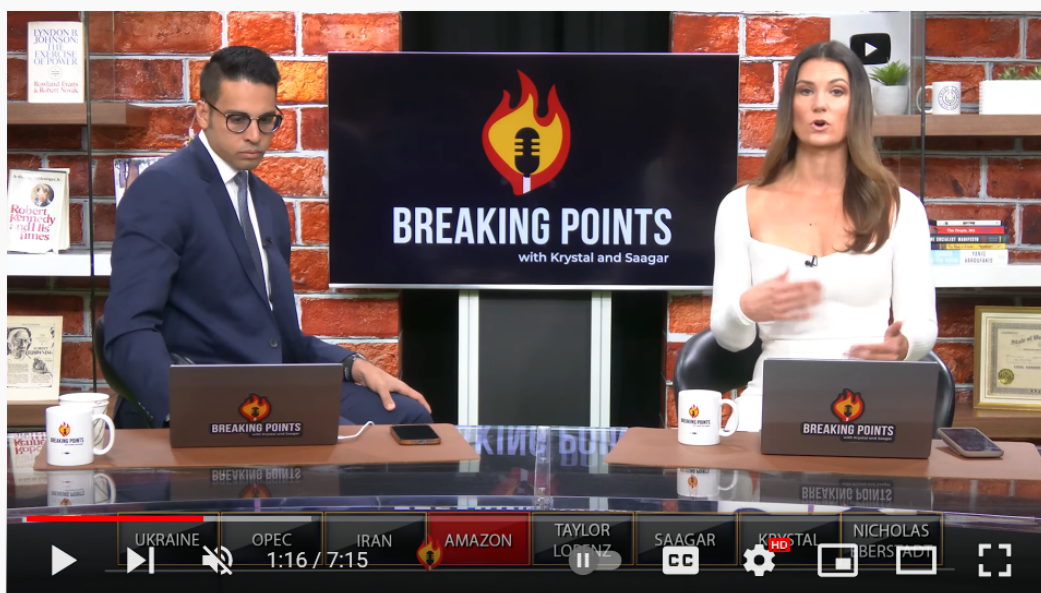 LYNDON B.
JOHNSON:
THE
EXERCISE
OF POWER
Rowland Evans
& Robert Novak
Robert
Kennedy
and His
Times
BREAKING POINTS
with Krystal and Saagar
BREAKING POINTS
BREAKING POINTS
with Krystal and Saagar
BREAKING POINTS
BREAKING POINTS
with Krystal and Saagar
UKRAINE
OPEC
IRAN
AMAZON
TAYLOR
LORENZ
SAAGAR
KRYSTAL
NICHOLAS
EBERSTADT
1:16 / 7:15
CC
HD